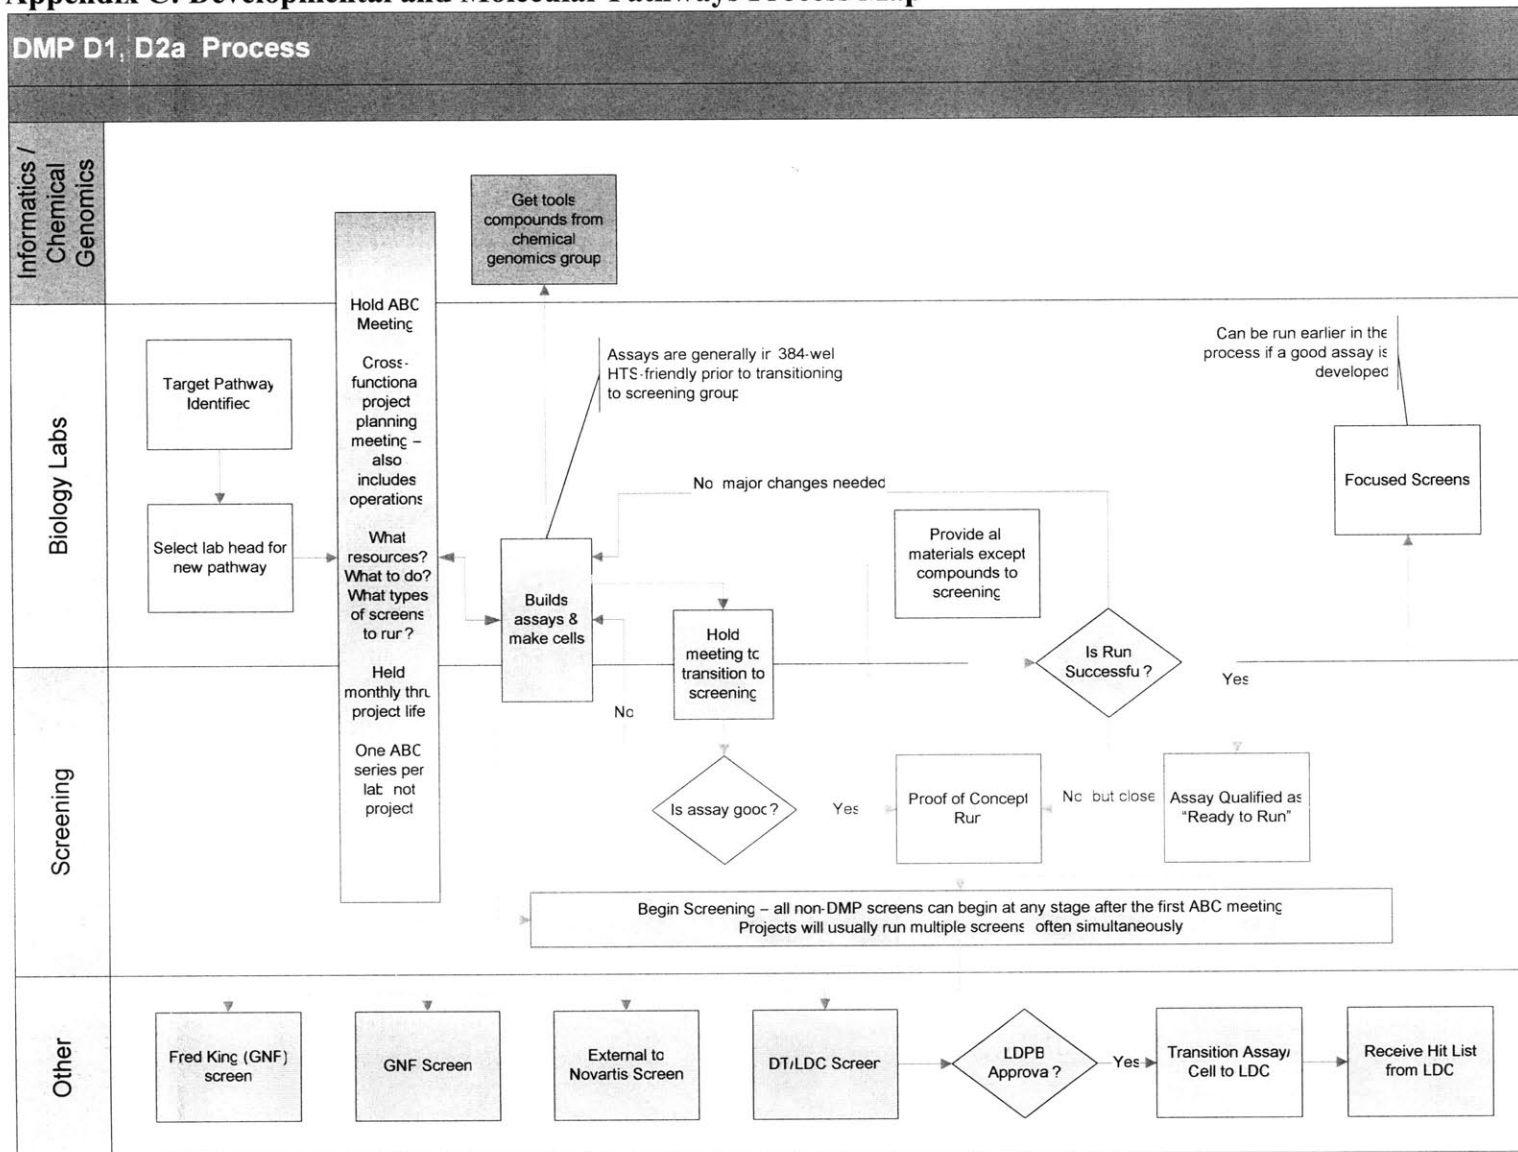 Appendix C: Developmental and Molecular Pathways Process Map
DMP D1, D2a Process
Informatics /
Chemical
Genomics
Get tools
compounds from
chemical
genomics group
Biology Labs
Target Pathway
Identified
Select lab head for
new pathway
Hold ABC
Meeting
Cross-
functional
project
planning
meeting –
also
includes
operations
What
resources?
What to do?
What types
of screens
to run?
Held
monthly thru
project life
One ABC
series per
lab not
project
Assays are generally in 384-well
HTS-friendly prior to transitioning
to screening group
Can be run earlier in the
process if a good assay is
developed
Focused Screens
No major changes needed
Provide all
materials except
compounds to
screening
Builds
assays &
make cells
Hold
meeting to
transition to
screening
Is Run
Successful?
Yes
No
Screening
Is assay good?
Yes
Proof of Concept
Run
No but close
Assay Qualified as
"Ready to Run"
Begin Screening – all non-DMP screens can begin at any stage after the first ABC meeting
Projects will usually run multiple screens often simultaneously
Other
Fred King (GNF)
screen
GNF Screen
External to
Novartis Screen
DT/LDC Screen
LDPB
Approval?
Yes
Transition Assay/
Cell to LDC
Receive Hit List
from LDC